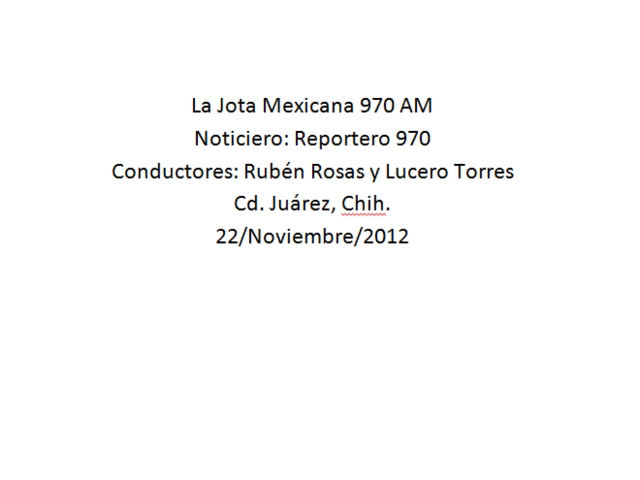 La Jota Mexicana 970 AM
Noticiero: Reportero 970
Conductores: Rubén Rosas y Lucero Torres
Cd. Juárez, Chih.
22/Noviembre/2012